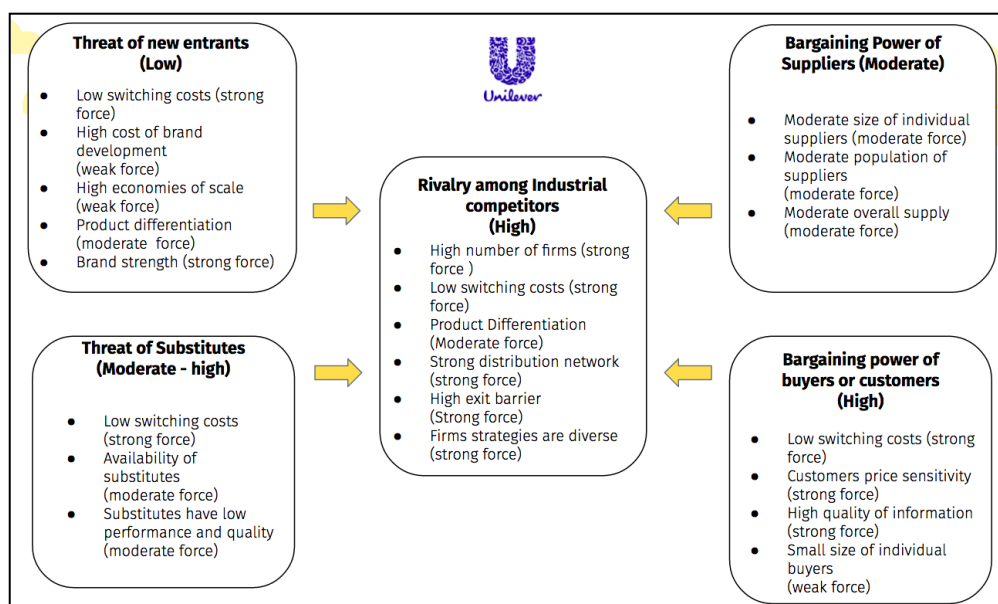 Threat of new entrants
(Low)
● Low switching costs (strong
force)
● High cost of brand
development
(weak force)
● High economies of scale
(weak force)
● Product differentiation
(moderate force)
● Brand strength (strong force)
Unilever
Bargaining Power of
Suppliers (Moderate)
● Moderate size of individual
suppliers (moderate force)
● Moderate population of
suppliers
(moderate force)
● Moderate overall supply
(moderate force)
Rivalry among Industrial
competitors
(High)
● High number of firms (strong
force )
● Low switching costs (strong
force)
● Product Differentiation
(Moderate force)
● Strong distribution network
(strong force)
● High exit barrier
(Strong force)
● Firms strategies are diverse
(strong force)
Threat of Substitutes
(Moderate - high)
● Low switching costs
(strong force)
● Availability of
substitutes
(moderate force)
● Substitutes have low
performance and quality
(moderate force)
Bargaining power of
buyers or customers
(High)
● Low switching costs (strong
force)
● Customers price sensitivity
(strong force)
● High quality of information
(strong force)
● Small size of individual
buyers
(weak force)